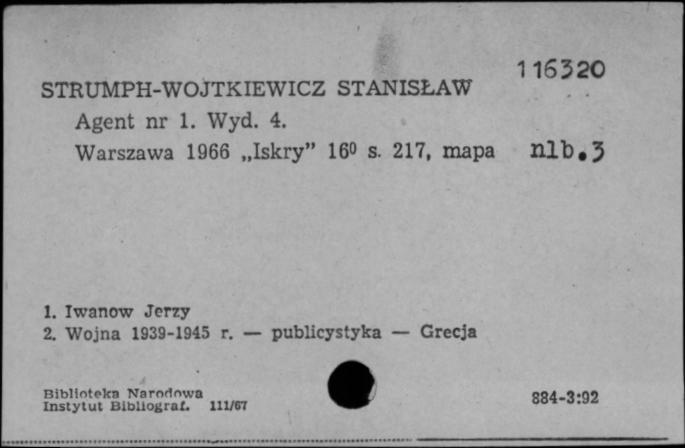 116320
STRUMPH-WOJTKIEWICZ STANISŁAW
Agent nr 1. Wyd. 4.
Warszawa 1966 „Iskry” 16⁰ s. 217, mapa nlb.3
1. Iwanow Jerzy
2. Wojna 1939-1945 r. — publicystyka — Grecja
Biblioteka Narodowa
Instytut Bibliograf. 111/67
884-3:92